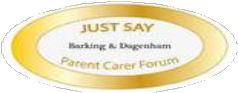 JUST SAY
Barking & Dagenham
Parent Carer Forum